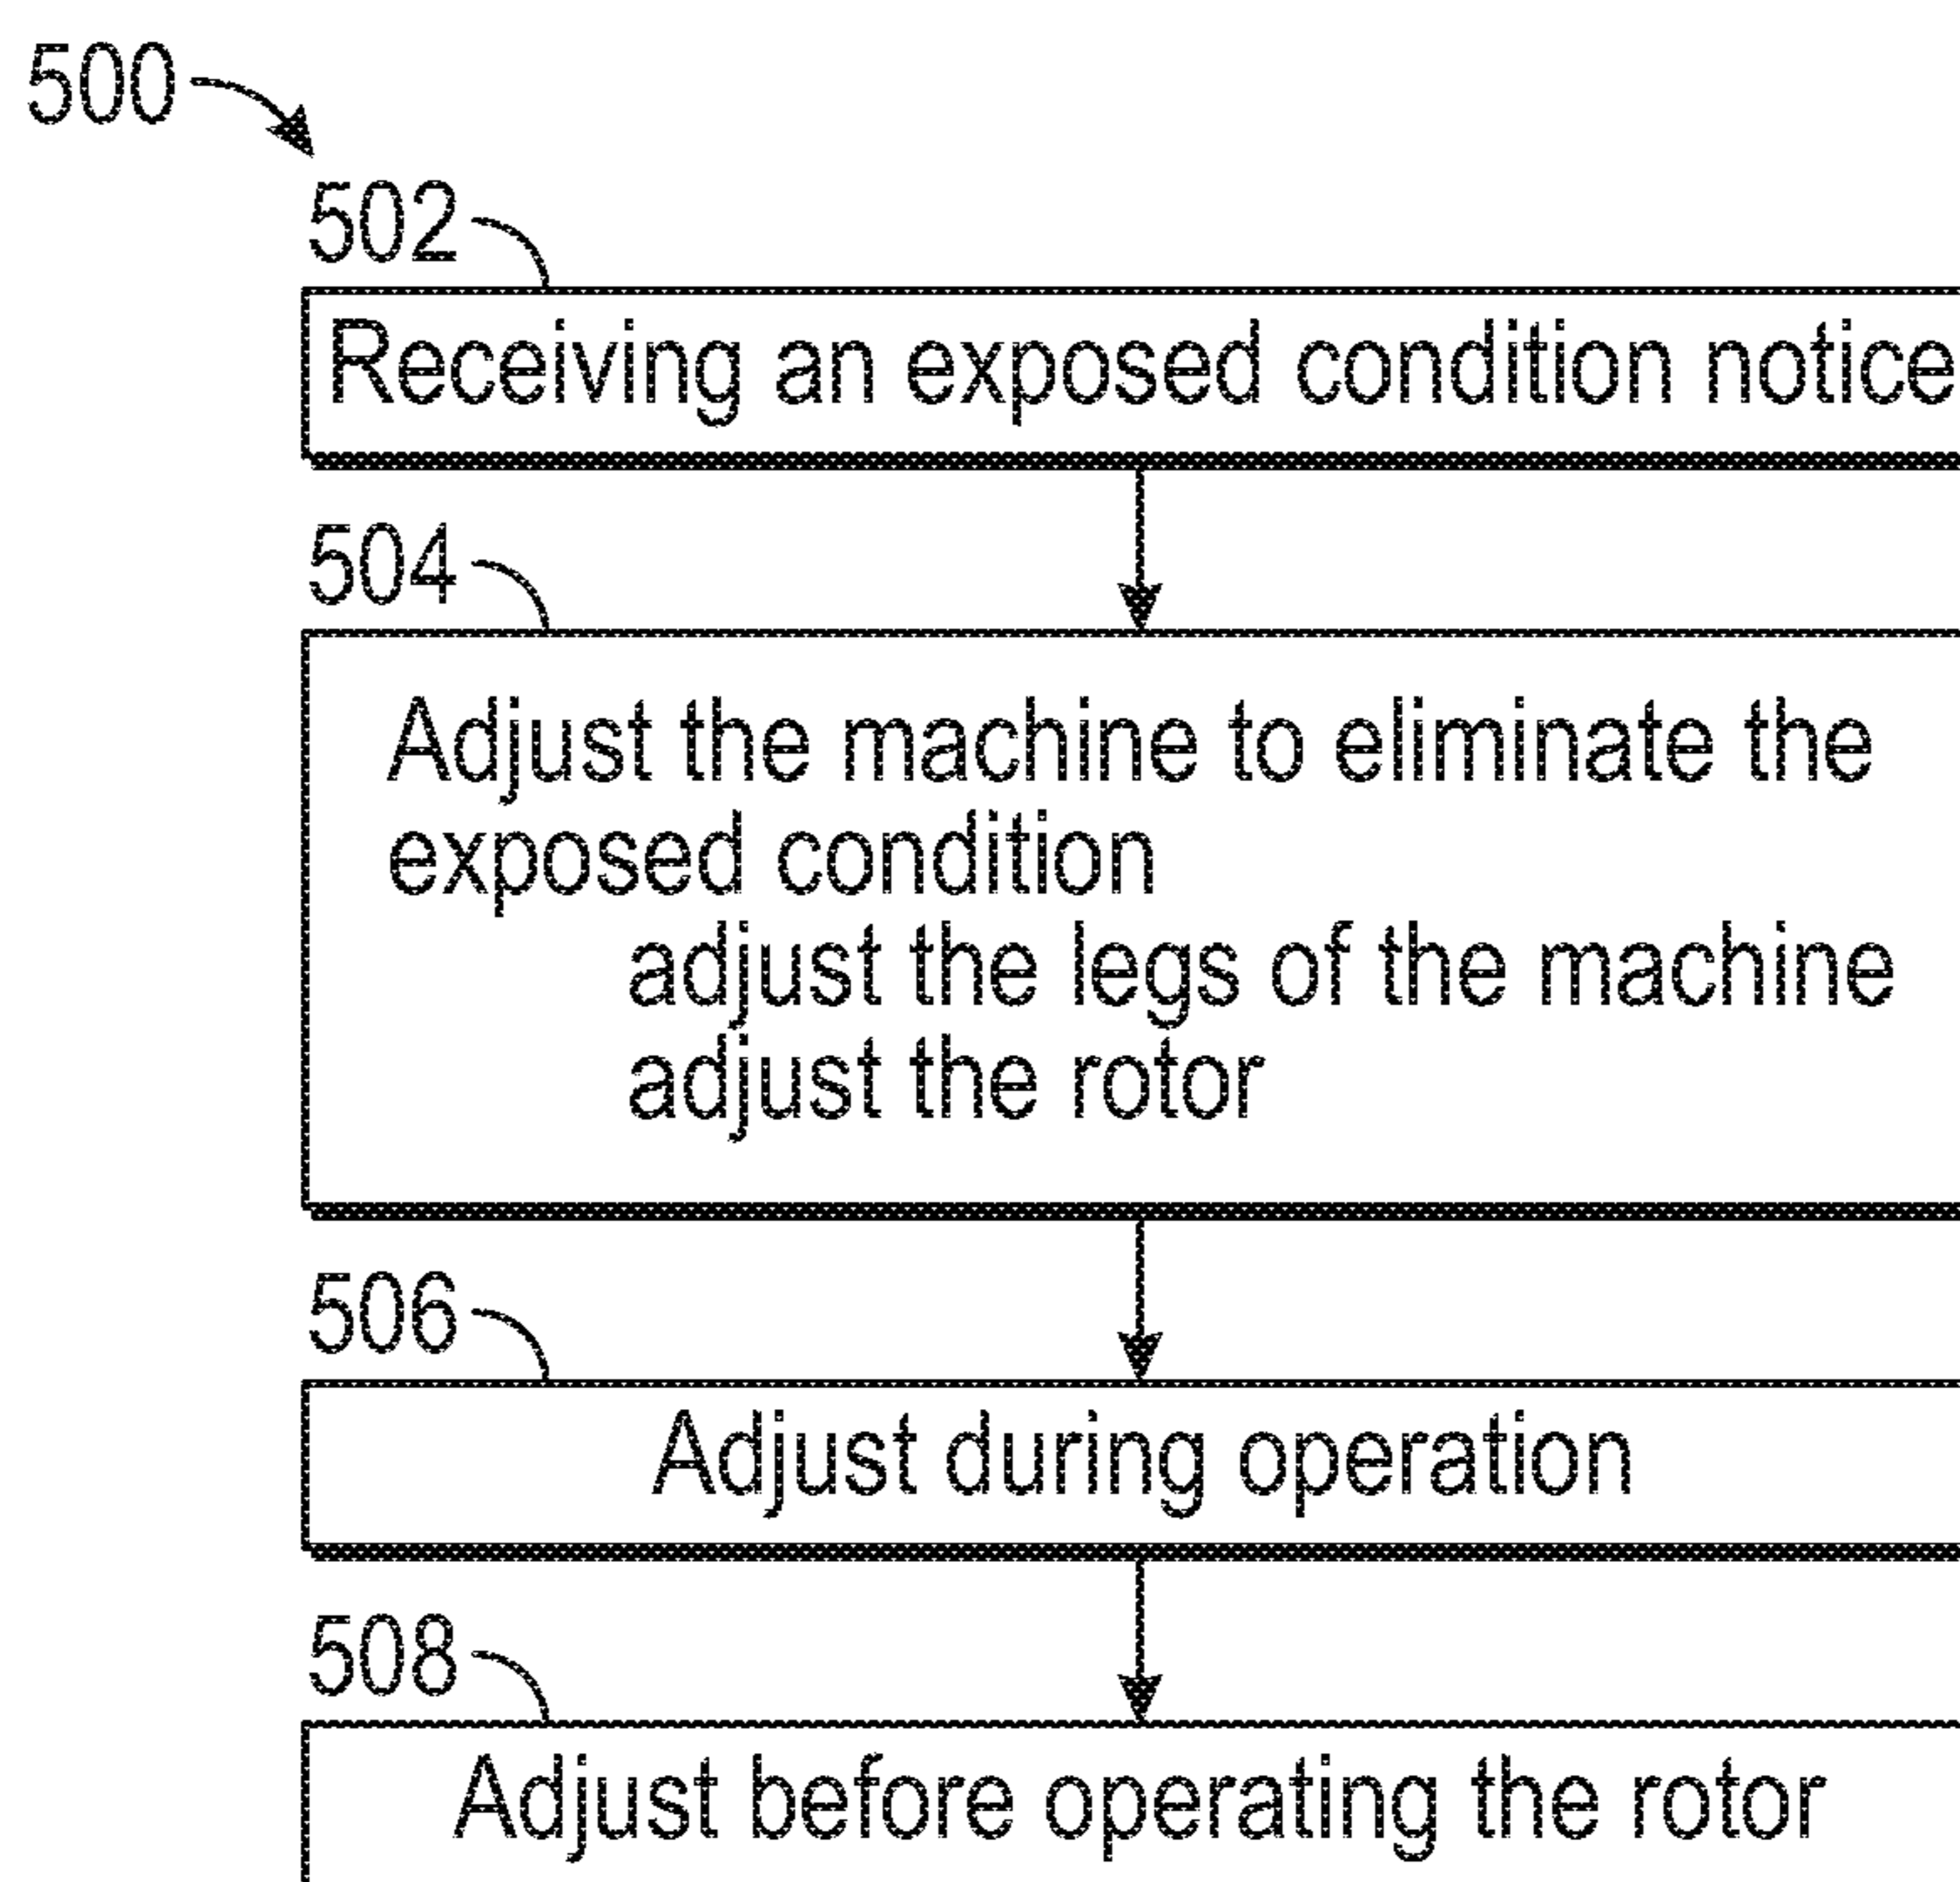 500
502
Receiving an exposed condition notice
504
Adjust the machine to eliminate the
exposed condition
adjust the legs of the machine
adjust the rotor
506
Adjust during operation
508
Adjust before operating the rotor